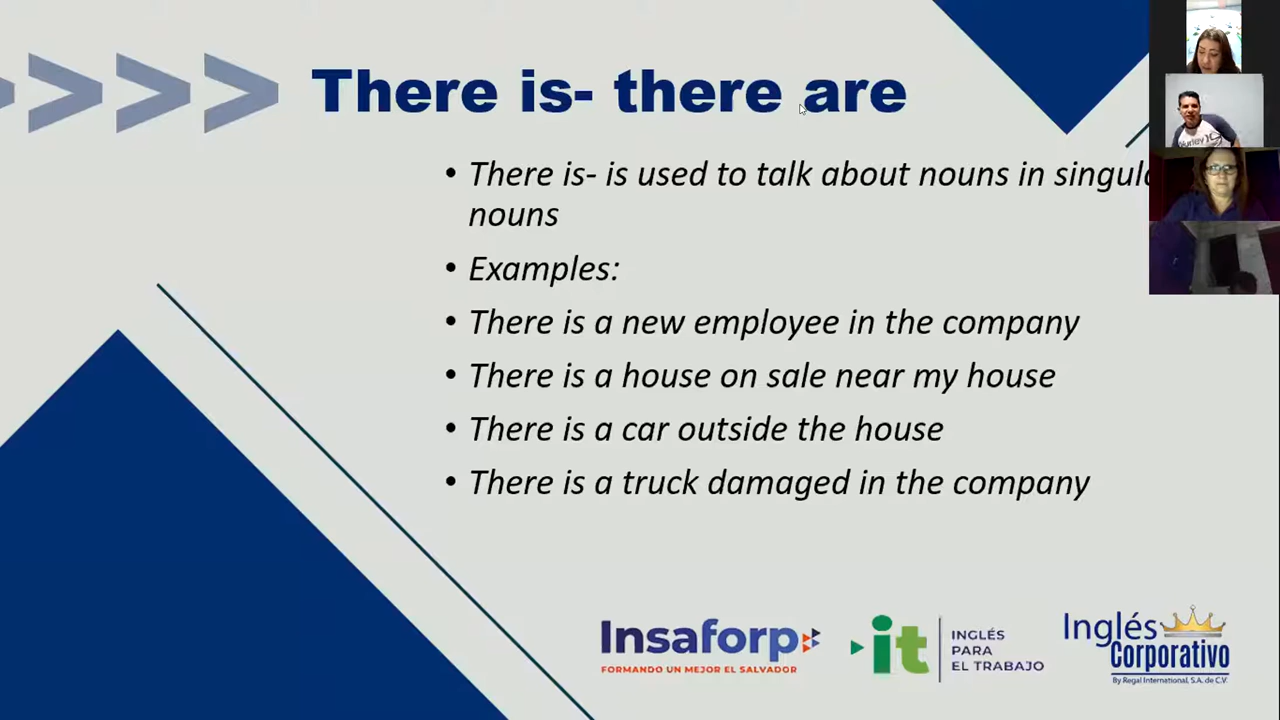 There is- there are
• There is- is used to talk about nouns in
nouns
• Examples:
• There is a new employee in the company
• There is a house on sale near my house
• There is a car outside the house
• There is a truck damaged in the company
Insaforp
FORMANDO UN MEJOR EL SALVADOR
it
INGLÉS
PARA
EL TRABAJO
Inglés
Corporativo
By Regal International, S.A. de C.V.